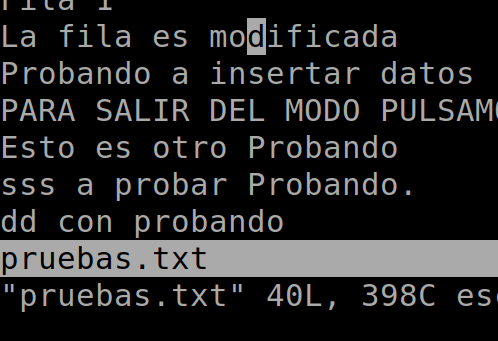 Fila 1
La fila es modificada
Probando a insertar datos
PARA SALIR DEL MODO PULSAMO
Esto es otro Probando
sss a probar Probando.
dd con probando
pruebas.txt
"pruebas.txt" 40L, 398C esc